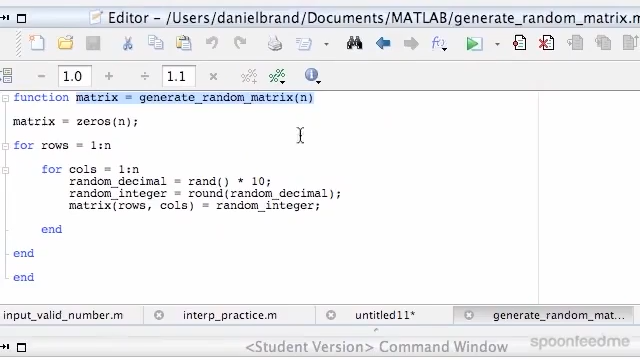 Editor - /Users/danielbrand/Documents/MATLAB/generate_random_matrix.m
− 1.0 + ÷ 1.1 ×
function matrix = generate_random_matrix(n)
matrix = zeros(n);
for rows = 1:n
for cols = 1:n
random_decimal = rand() * 10;
random_integer = round(random_decimal);
matrix(rows, cols) = random_integer;
end
end
end
input_valid_number.m interp_practice.m untitled11* generate_random_mat...
<Student Version> Command Window
spoonfeedme